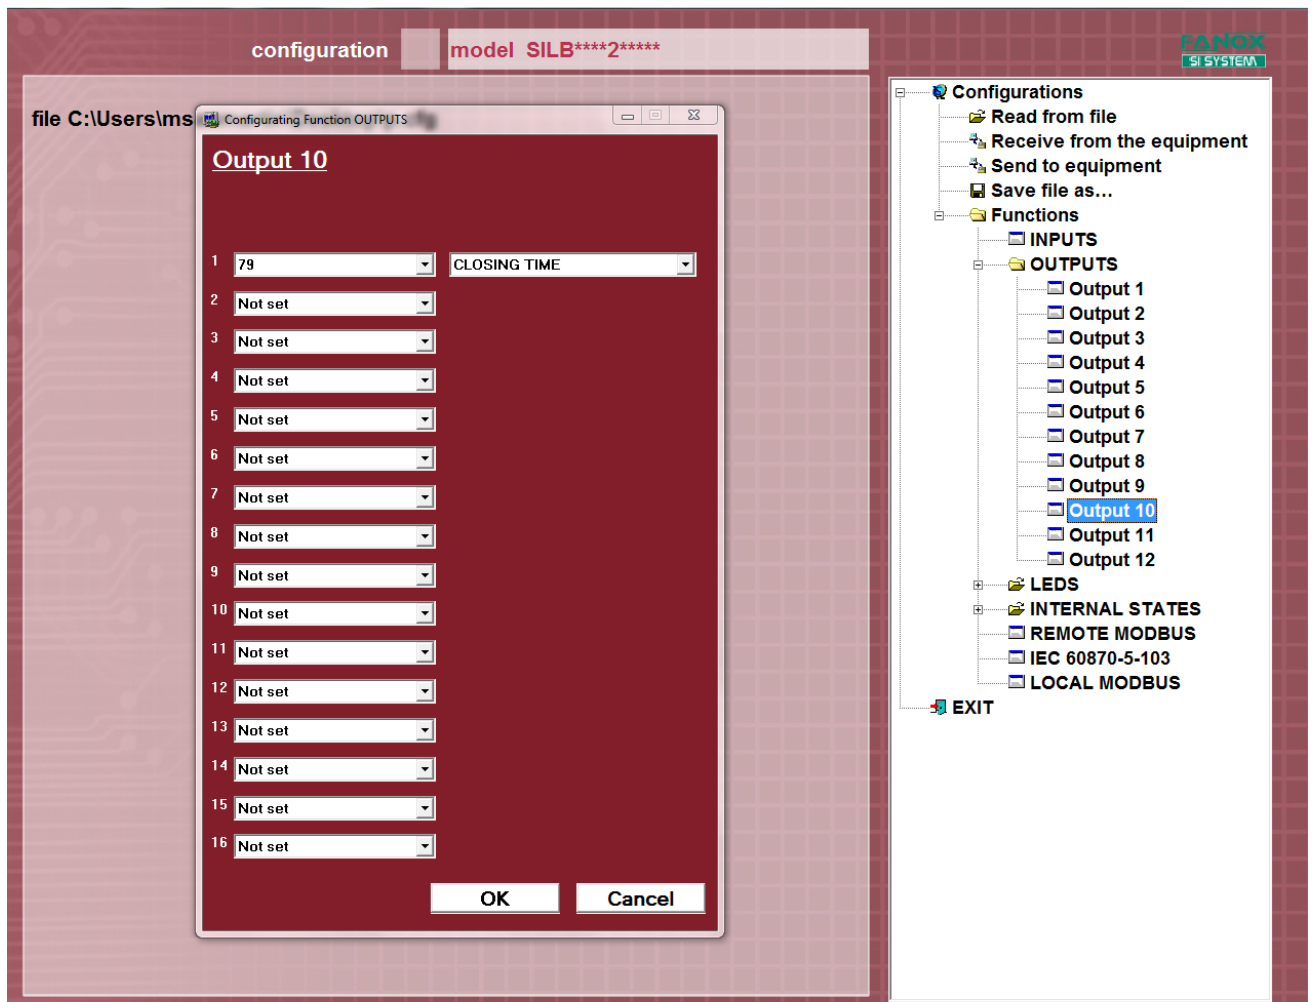 configuration
model SILB****2*****
FANOX
SI SYSTEM
file C:\Users\ms
Configurating Function OUTPUTS
Output 10
1 79 CLOSING TIME
2 Not set
3 Not set
4 Not set
5 Not set
6 Not set
7 Not set
8 Not set
9 Not set
10 Not set
11 Not set
12 Not set
13 Not set
14 Not set
15 Not set
16 Not set
OK Cancel
Configurations
Read from file
Receive from the equipment
Send to equipment
Save file as...
Functions
INPUTS
OUTPUTS
Output 1
Output 2
Output 3
Output 4
Output 5
Output 6
Output 7
Output 8
Output 9
Output 10
Output 11
Output 12
LEDS
INTERNAL STATES
REMOTE MODBUS
IEC 60870-5-103
LOCAL MODBUS
EXIT